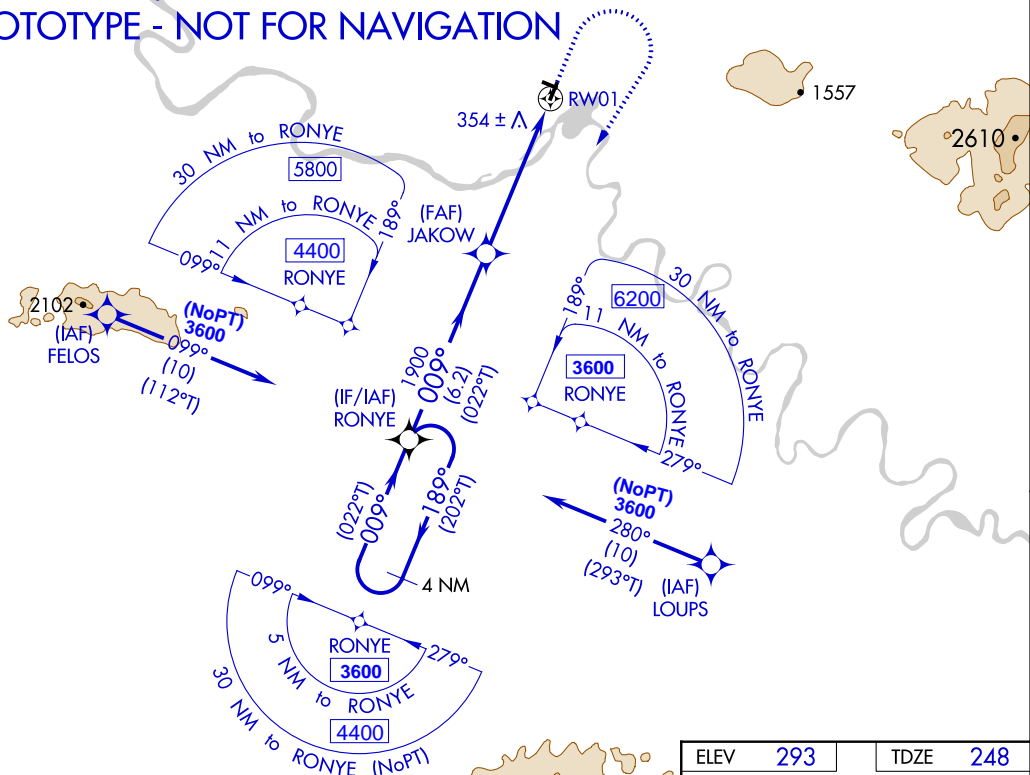 OTOTYPE - NOT FOR NAVIGATION
RW01
354 ±
1557
2610
30 NM to RONYE
5800
189°
11 NM to RONYE
4400
RONYE
099°
(FAF)
JAKOW
2102
(IAF)
FELOS
(NoPT)
3600
099°
(10)
(112°T)
30 NM to RONYE
6200
189°
11 NM to RONYE
3600
RONYE
279°
1900
009°
(6.2)
(022°T)
(IF/IAF)
RONYE
(022°T)
009°
189°
(202°T)
4 NM
(NoPT)
3600
280°
(10)
(293°T)
(IAF)
LOUPS
099°
RONYE
3600
279°
5 NM to RONYE
4400
30 NM to RONYE (NoPT)
ELEV 293
TDZE 248